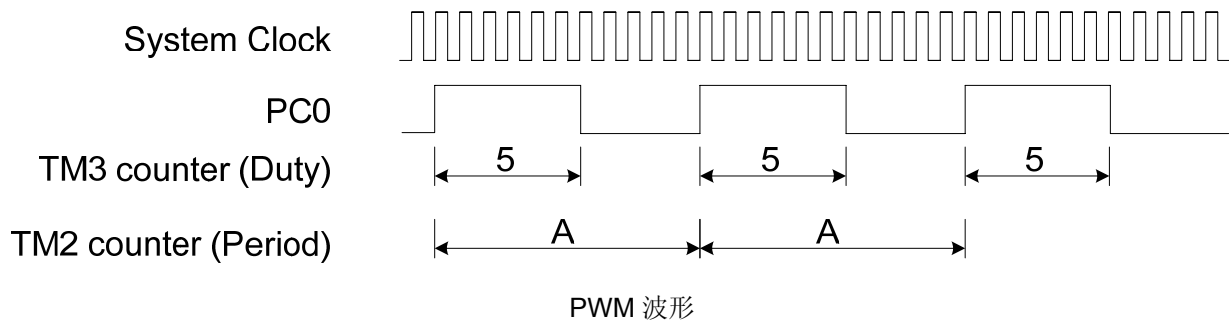 System Clock
PC0
TM3 counter (Duty) 5 5 5
TM2 counter (Period) A A
PWM 波形